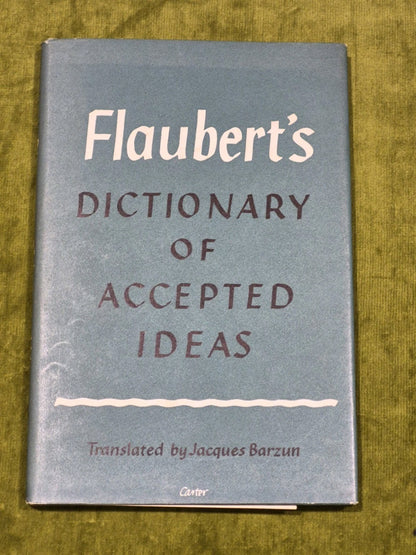 Flaubert's
DICTIONARY
OF
ACCEPTED
IDEAS
Translated by Jacques Barzun
Carter